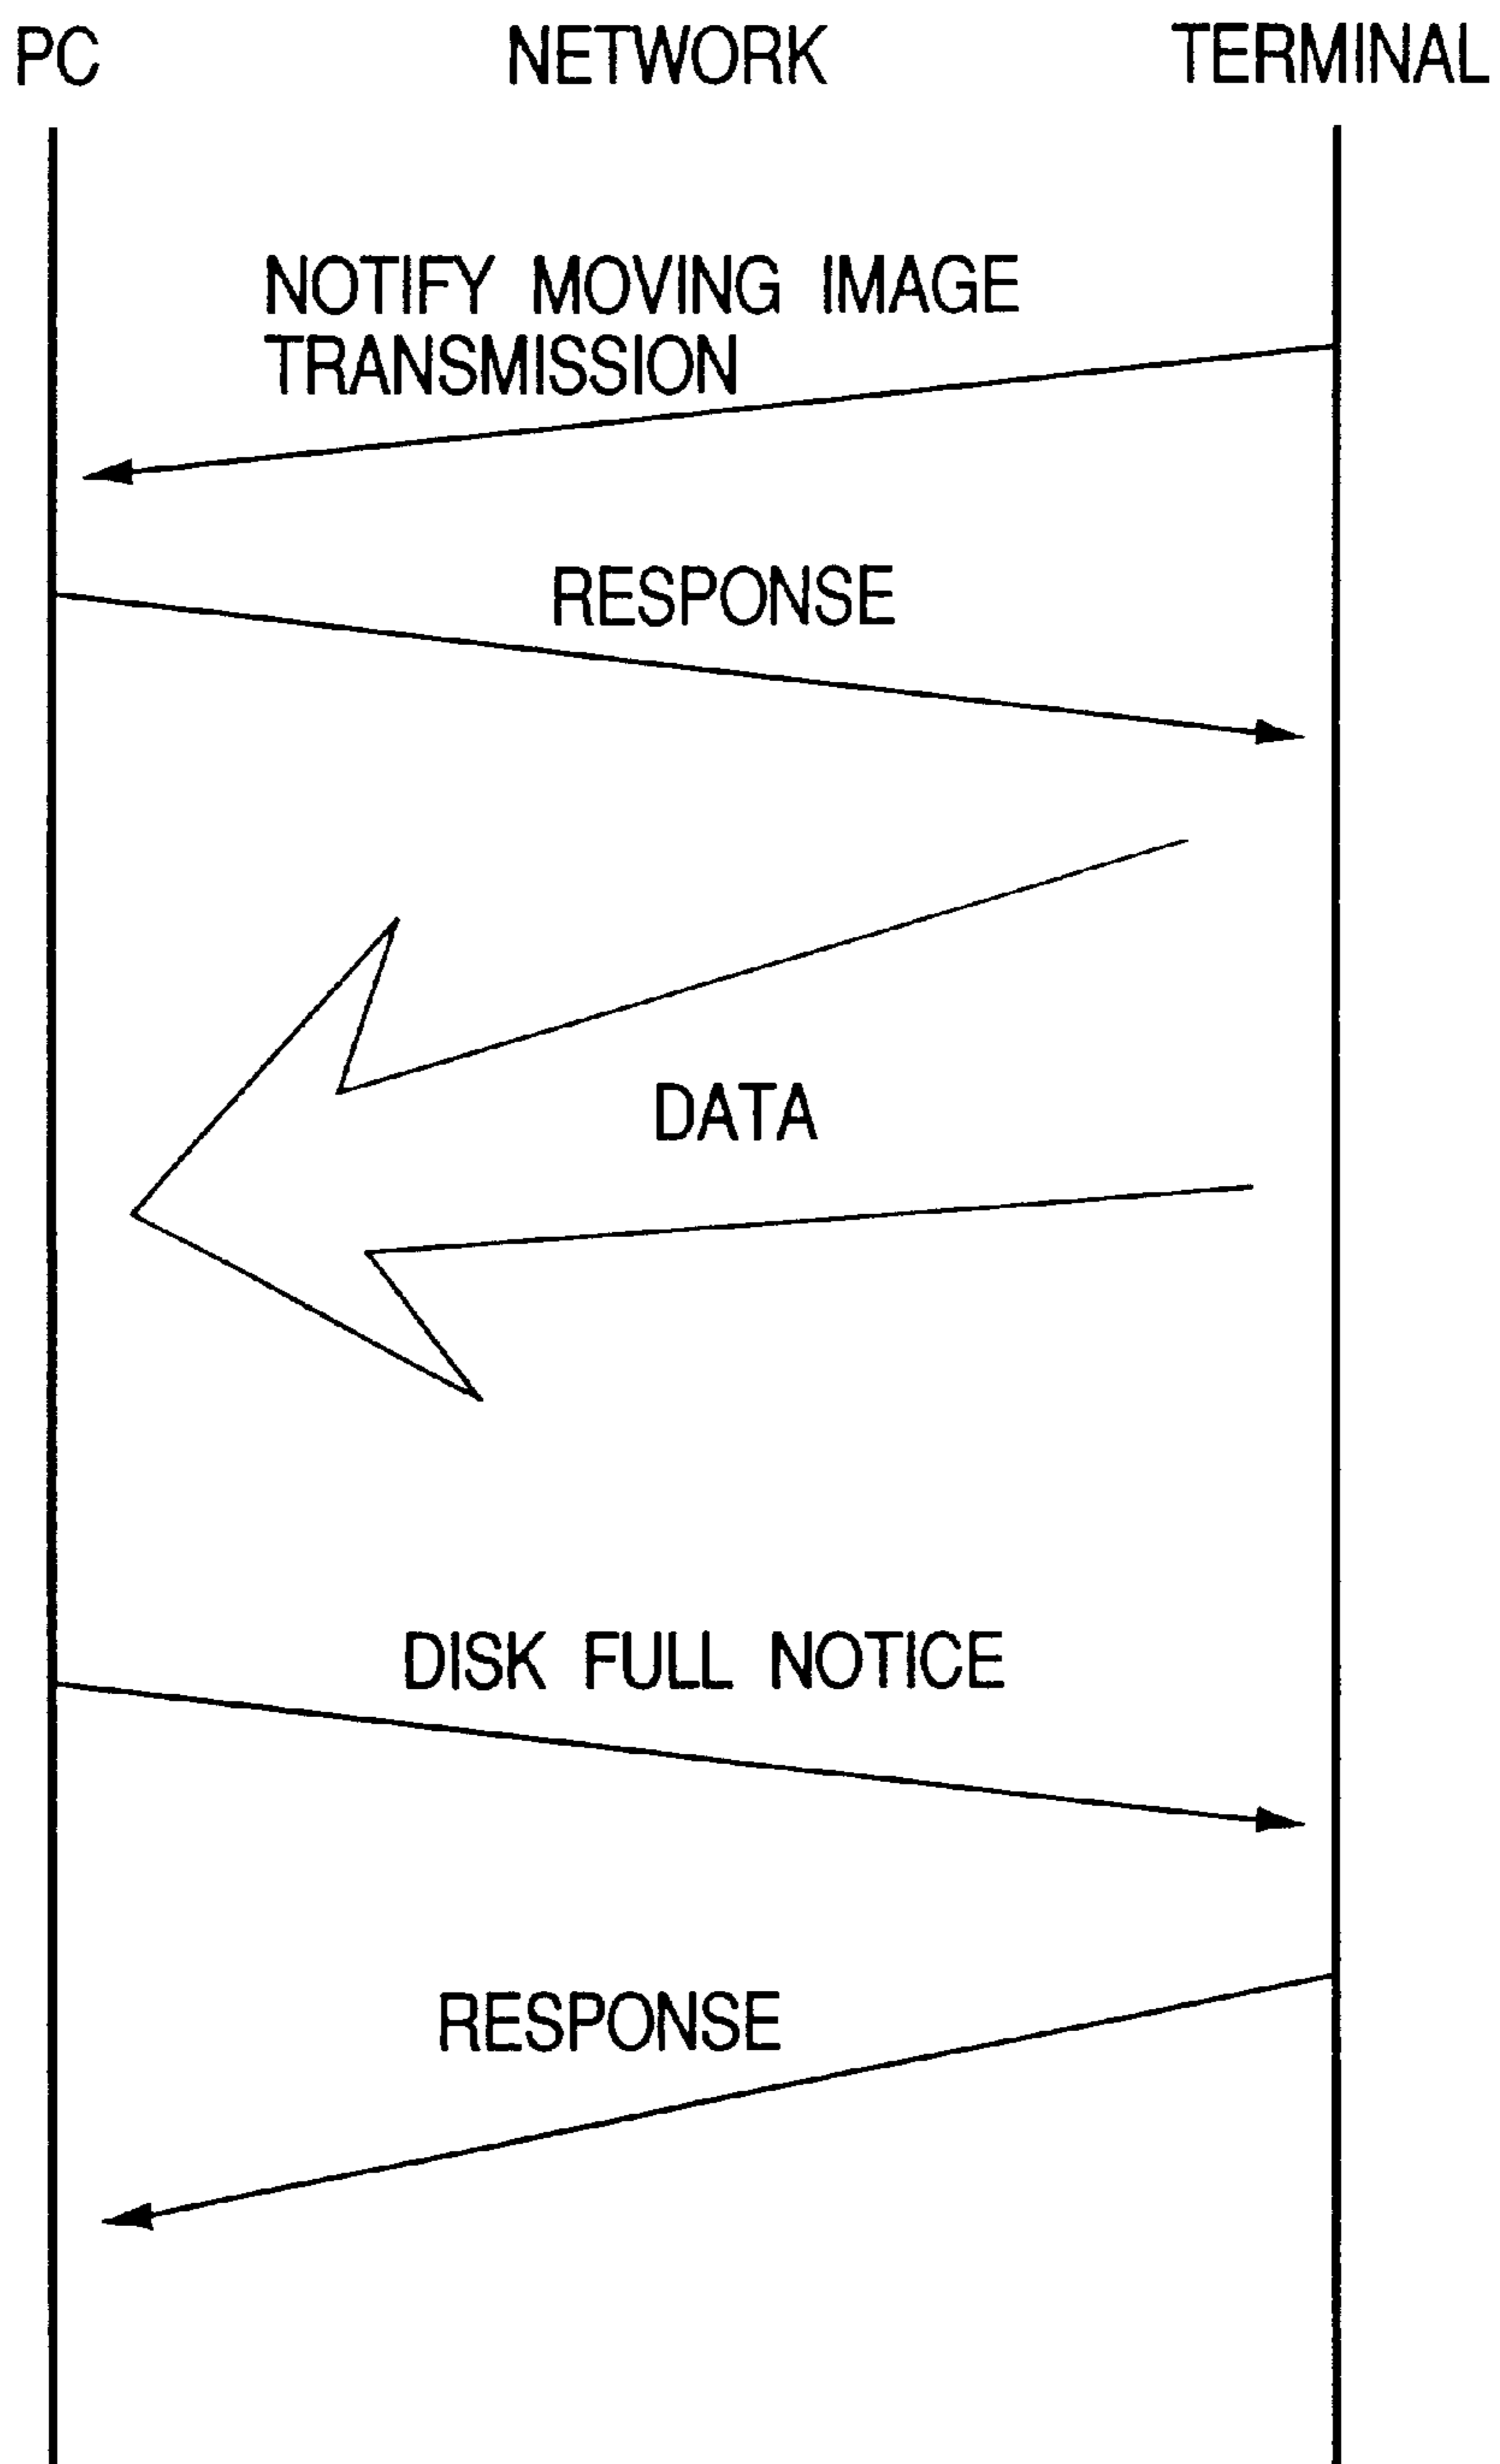 PC NETWORK TERMINAL
NOTIFY MOVING IMAGE
TRANSMISSION
RESPONSE
DATA
DISK FULL NOTICE
RESPONSE